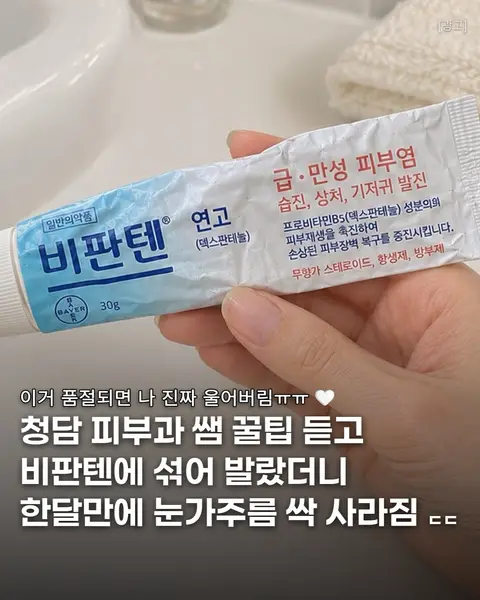 [광고]
급·만성 피부염
습진, 상처, 기저귀 발진
일반의약품
비판텐®
연고
(덱스판테놀)
프로비타민B5(덱스판테놀) 성분의
피부재생을 촉진하여
손상된 피부장벽 복구를 증진시킵니다.
무향가 스테로이드, 항생제, 방부제
BAYER
BAYER
30g
이거 품절되면 나 진짜 울어버림ㅠㅠ 🤍
청담 피부과 쌤 꿀팁 듣고
비판텐에 섞어 발랐더니
한달만에 눈가주름 싹 사라짐 ㄷㄷ